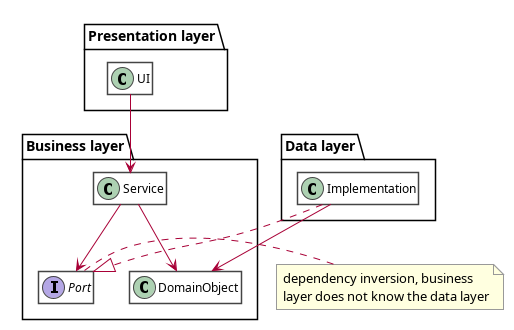 Presentation layer
C UI
Business layer
Data layer
C Service
C Implementation
I Port
C DomainObject
dependency inversion, business
layer does not know the data layer